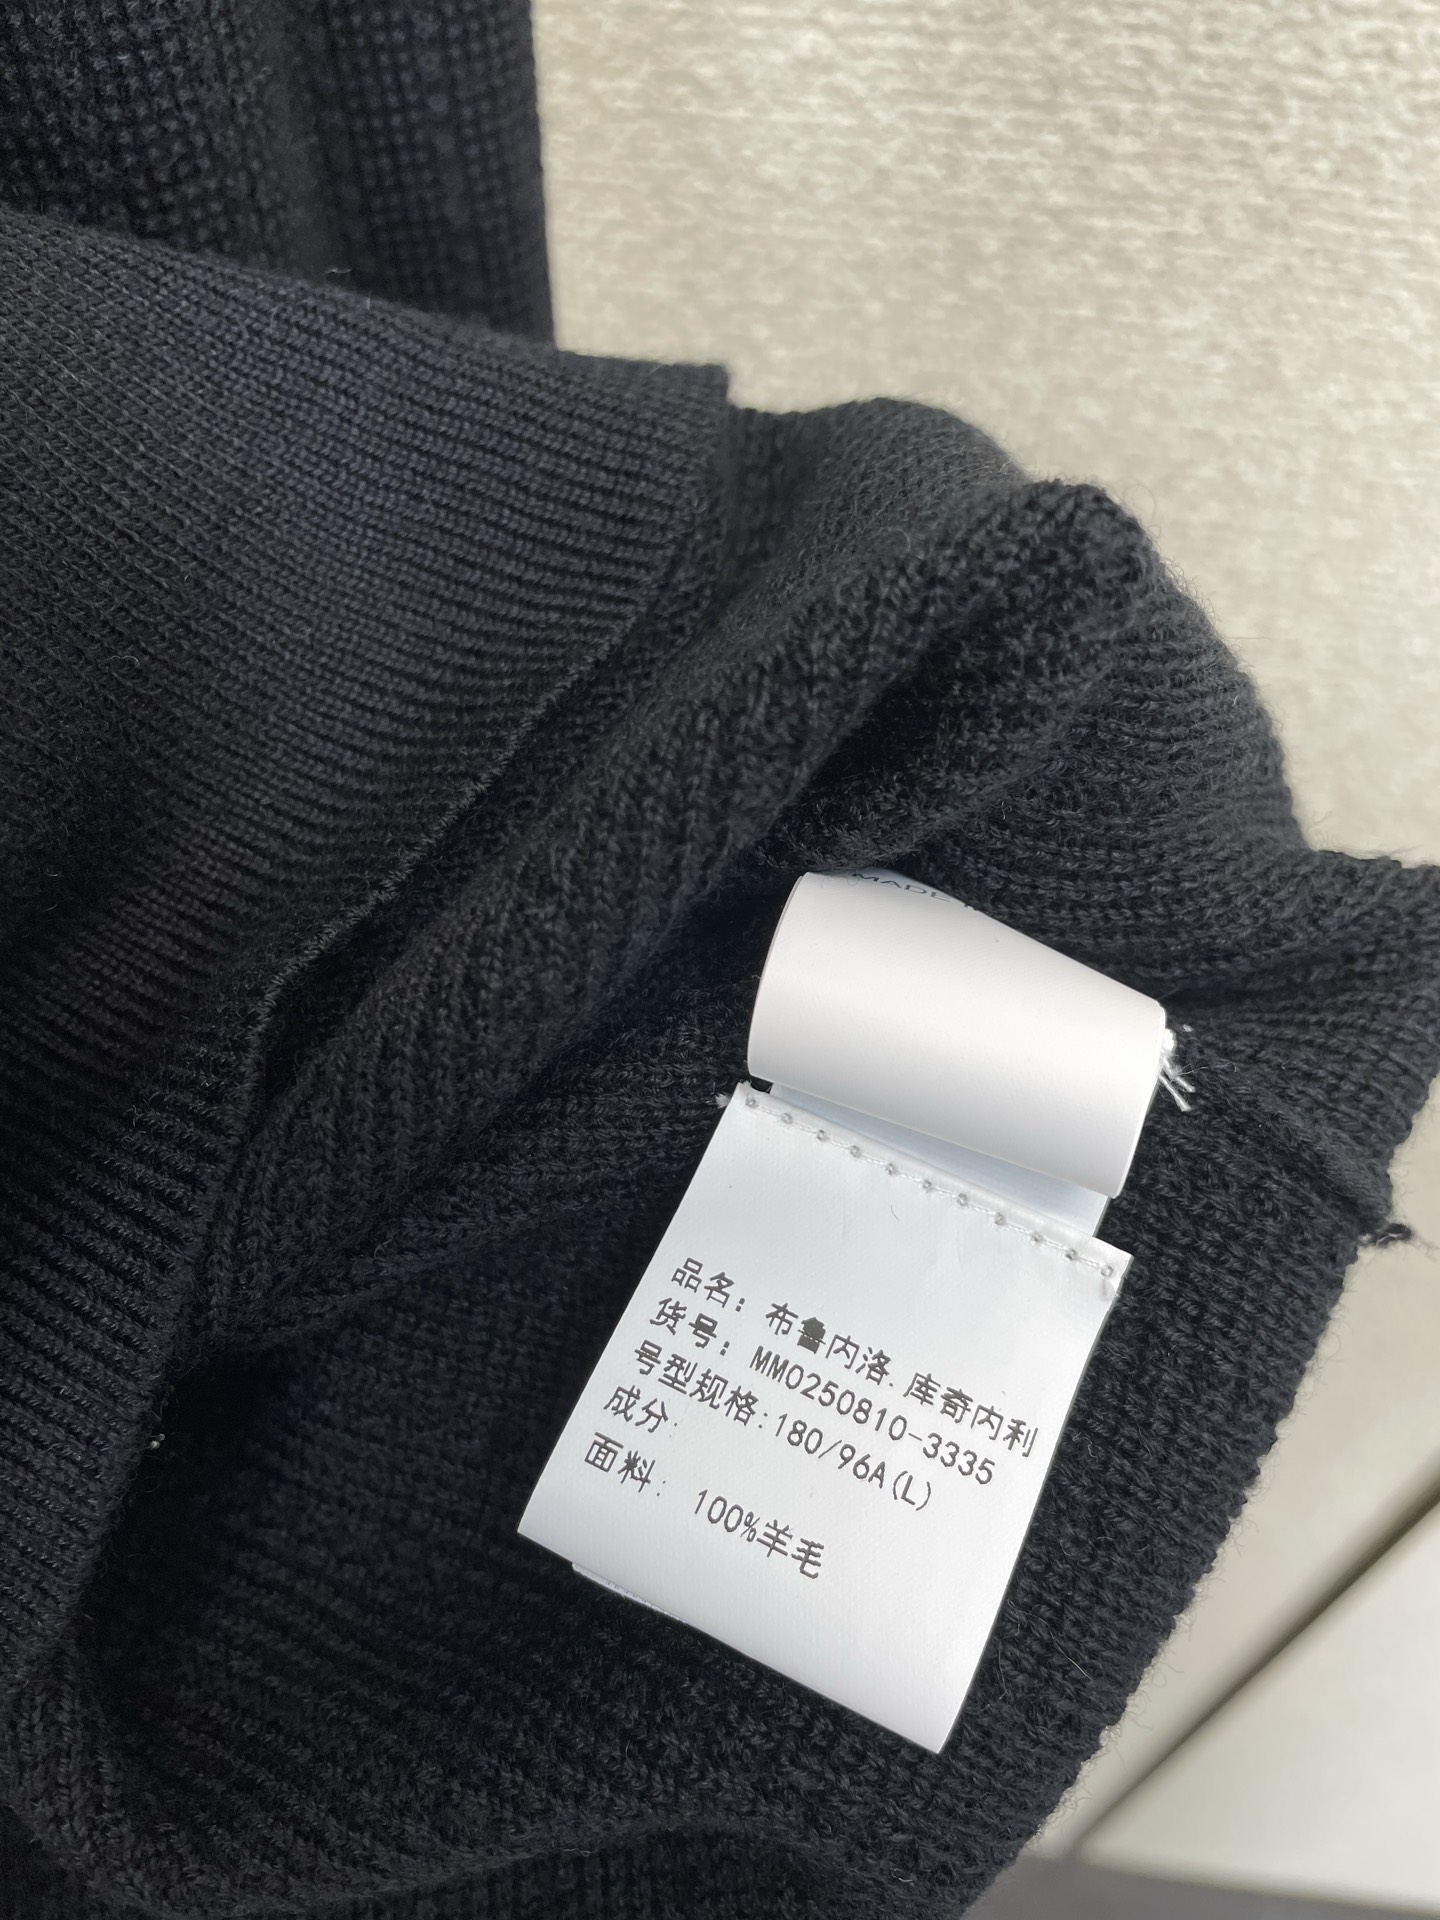 MADE
品名：布鲁内洛.库奇内利
货号：MM0250810-3335
号型规格:180/96A(L)
成分:
面料: 100%羊毛